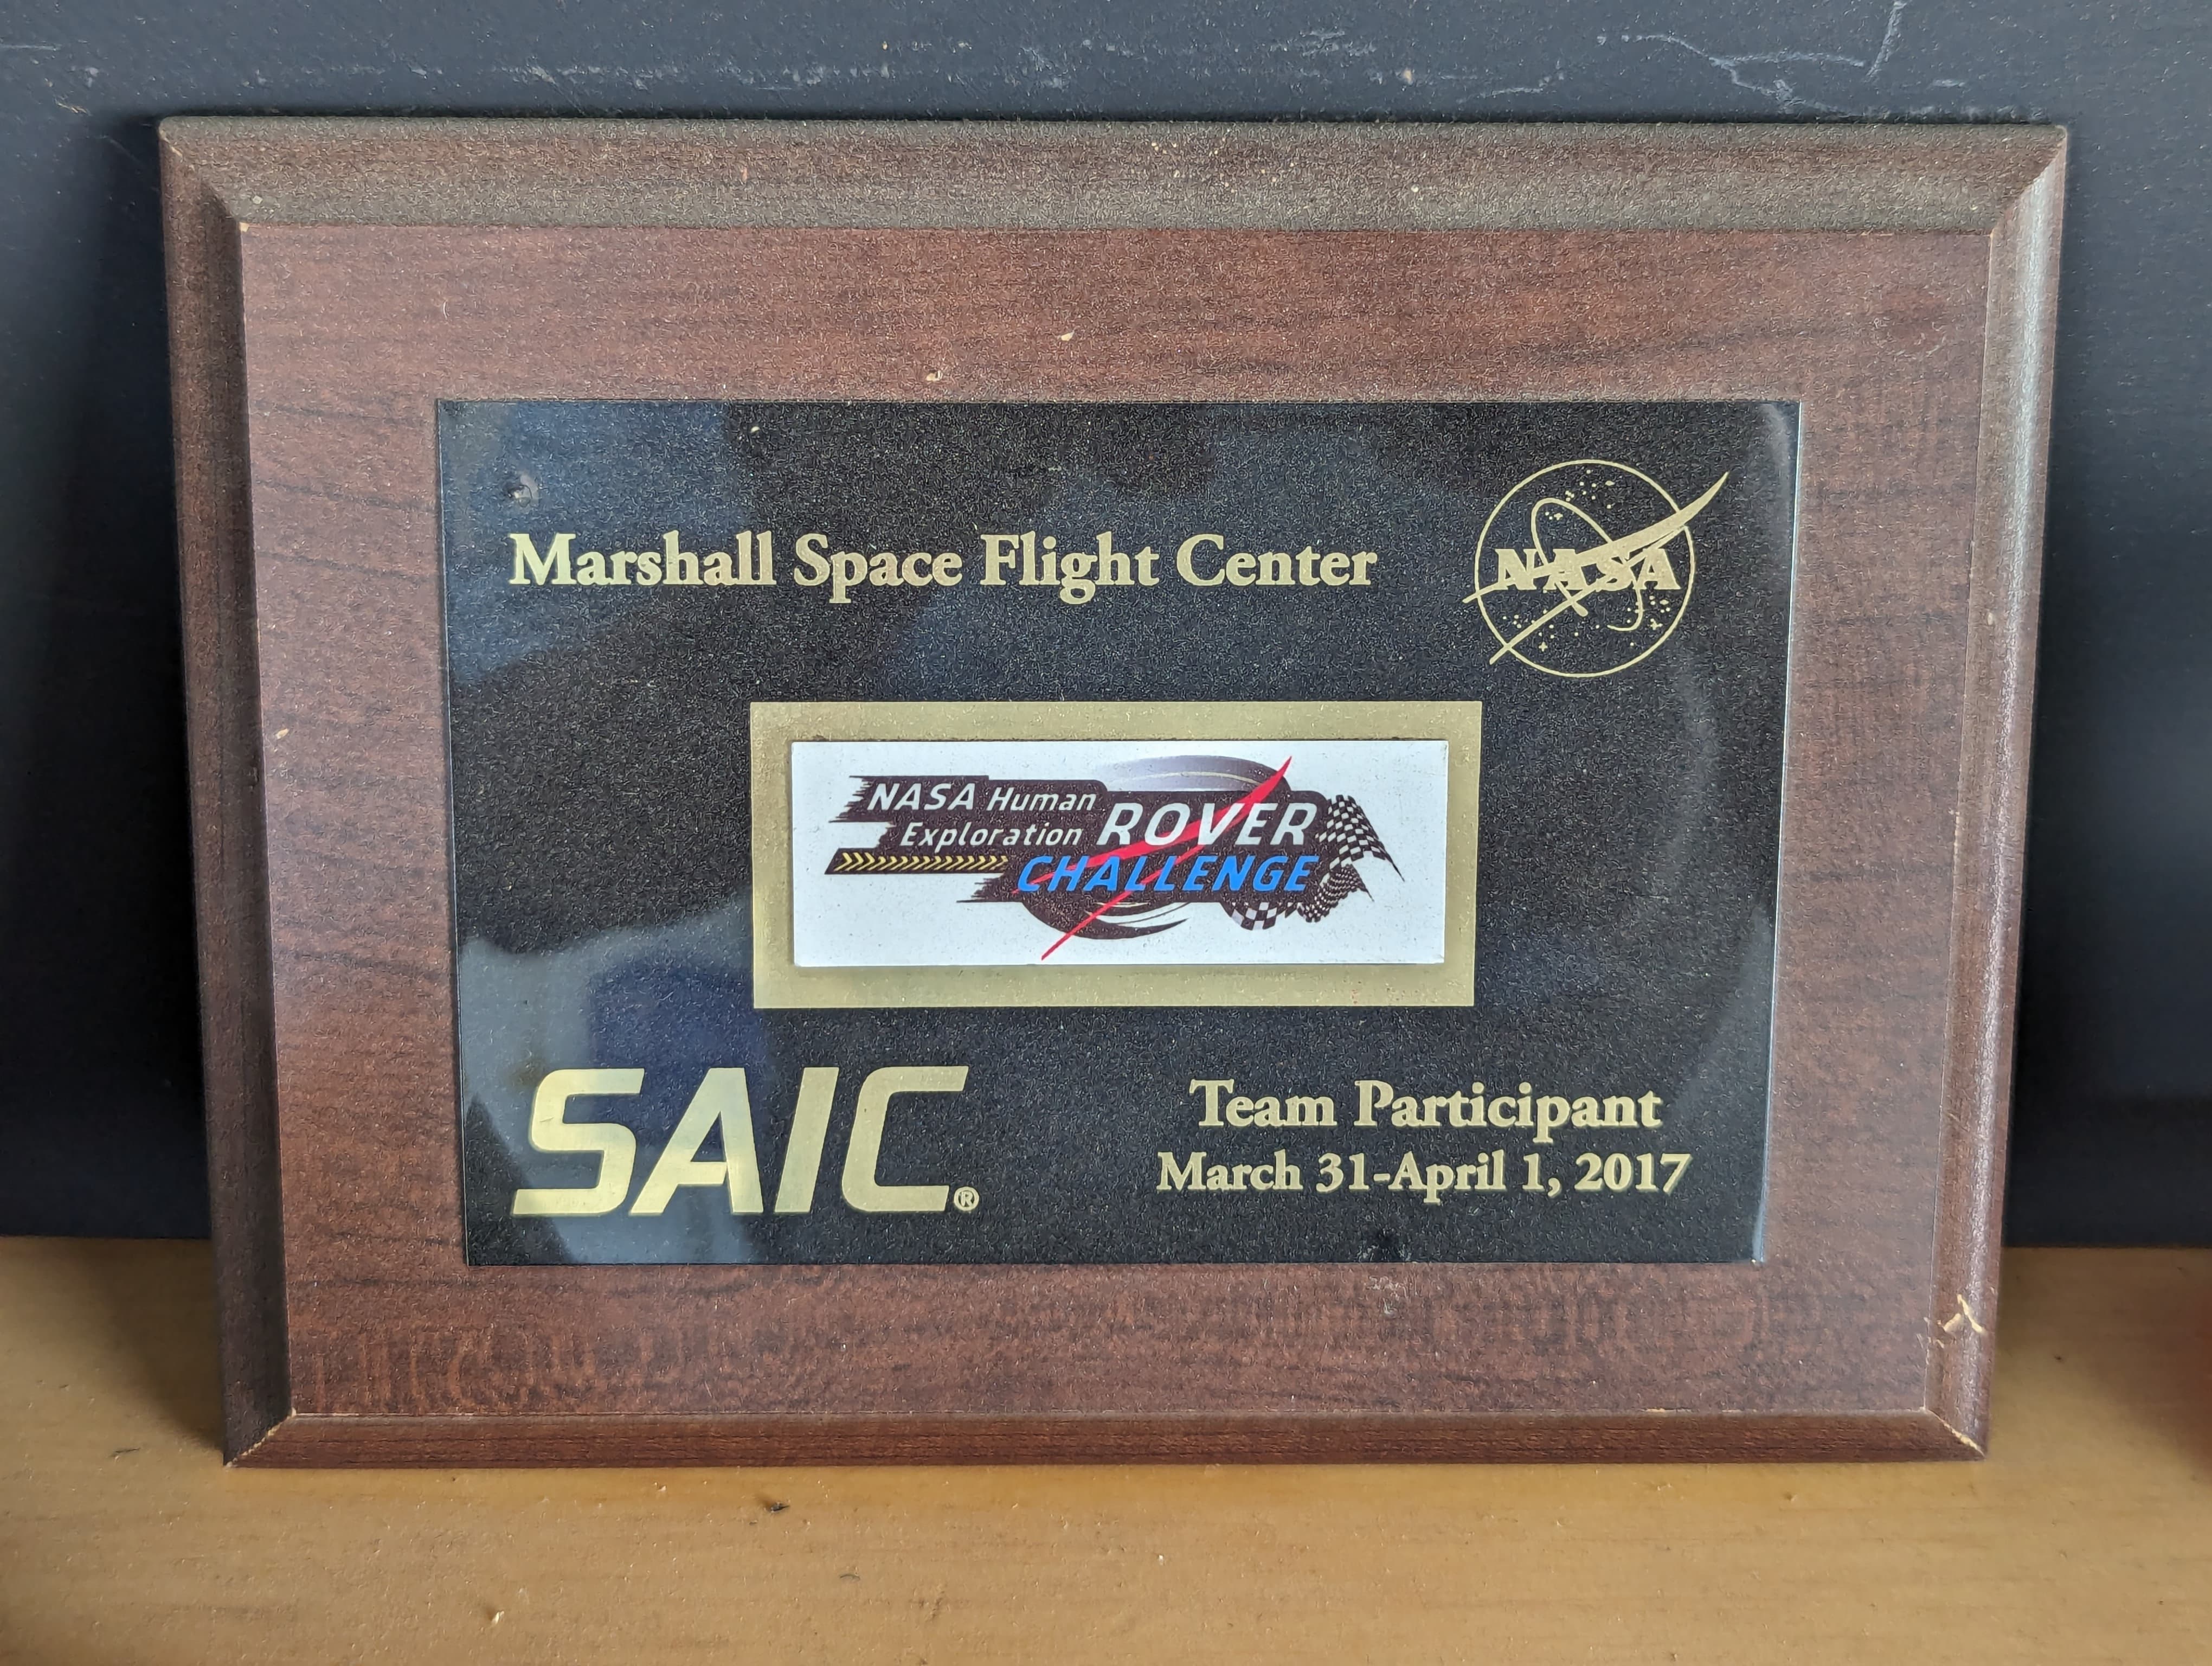 Marshall Space Flight Center
NASA
NASA Human
Exploration ROVER
CHALLENGE
SAIC®
Team Participant
March 31-April 1, 2017